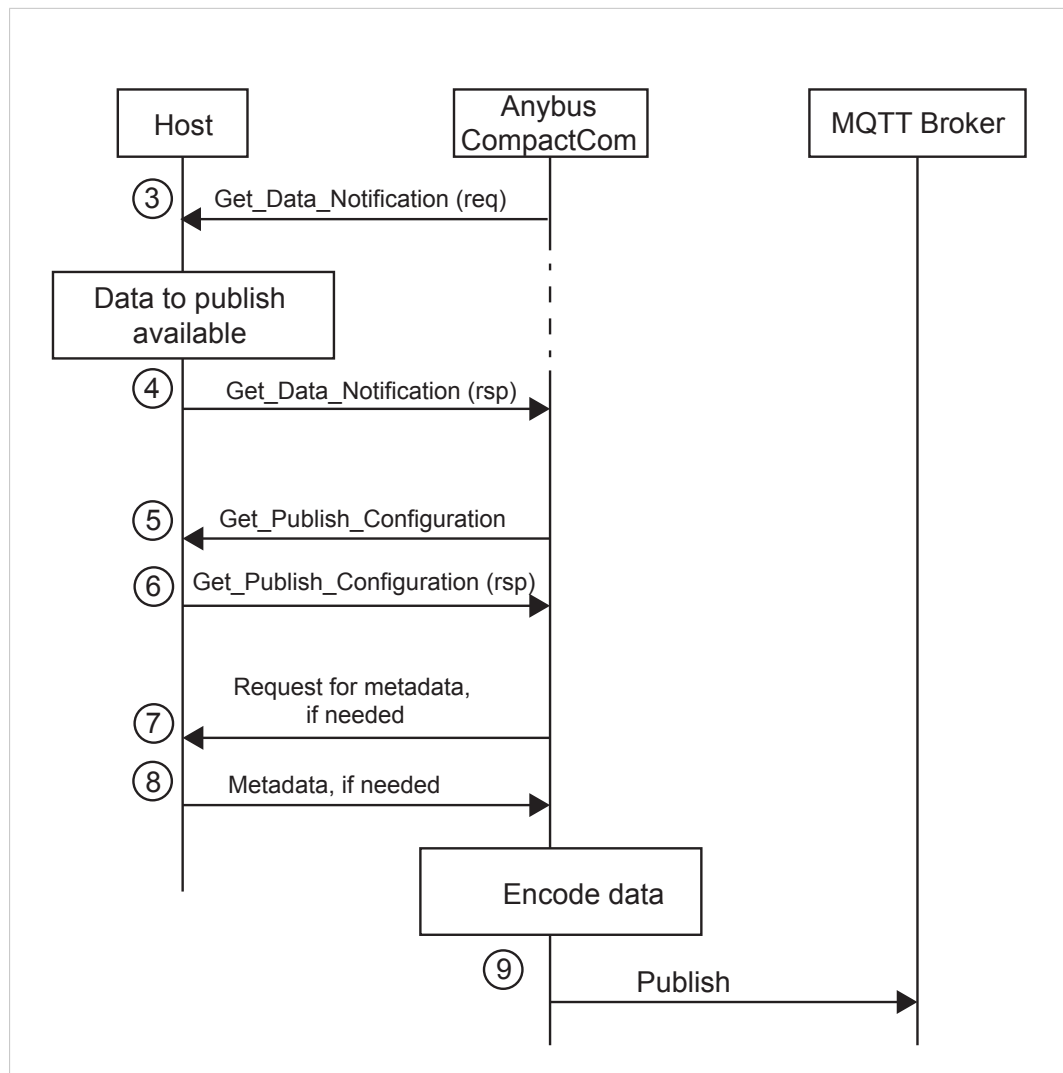 Host
Anybus
CompactCom
MQTT Broker
3
Get_Data_Notification (req)
Data to publish
available
4
Get_Data_Notification (rsp)
5
Get_Publish_Configuration
6
Get_Publish_Configuration (rsp)
Request for metadata,
if needed
7
8
Metadata, if needed
Encode data
9
Publish